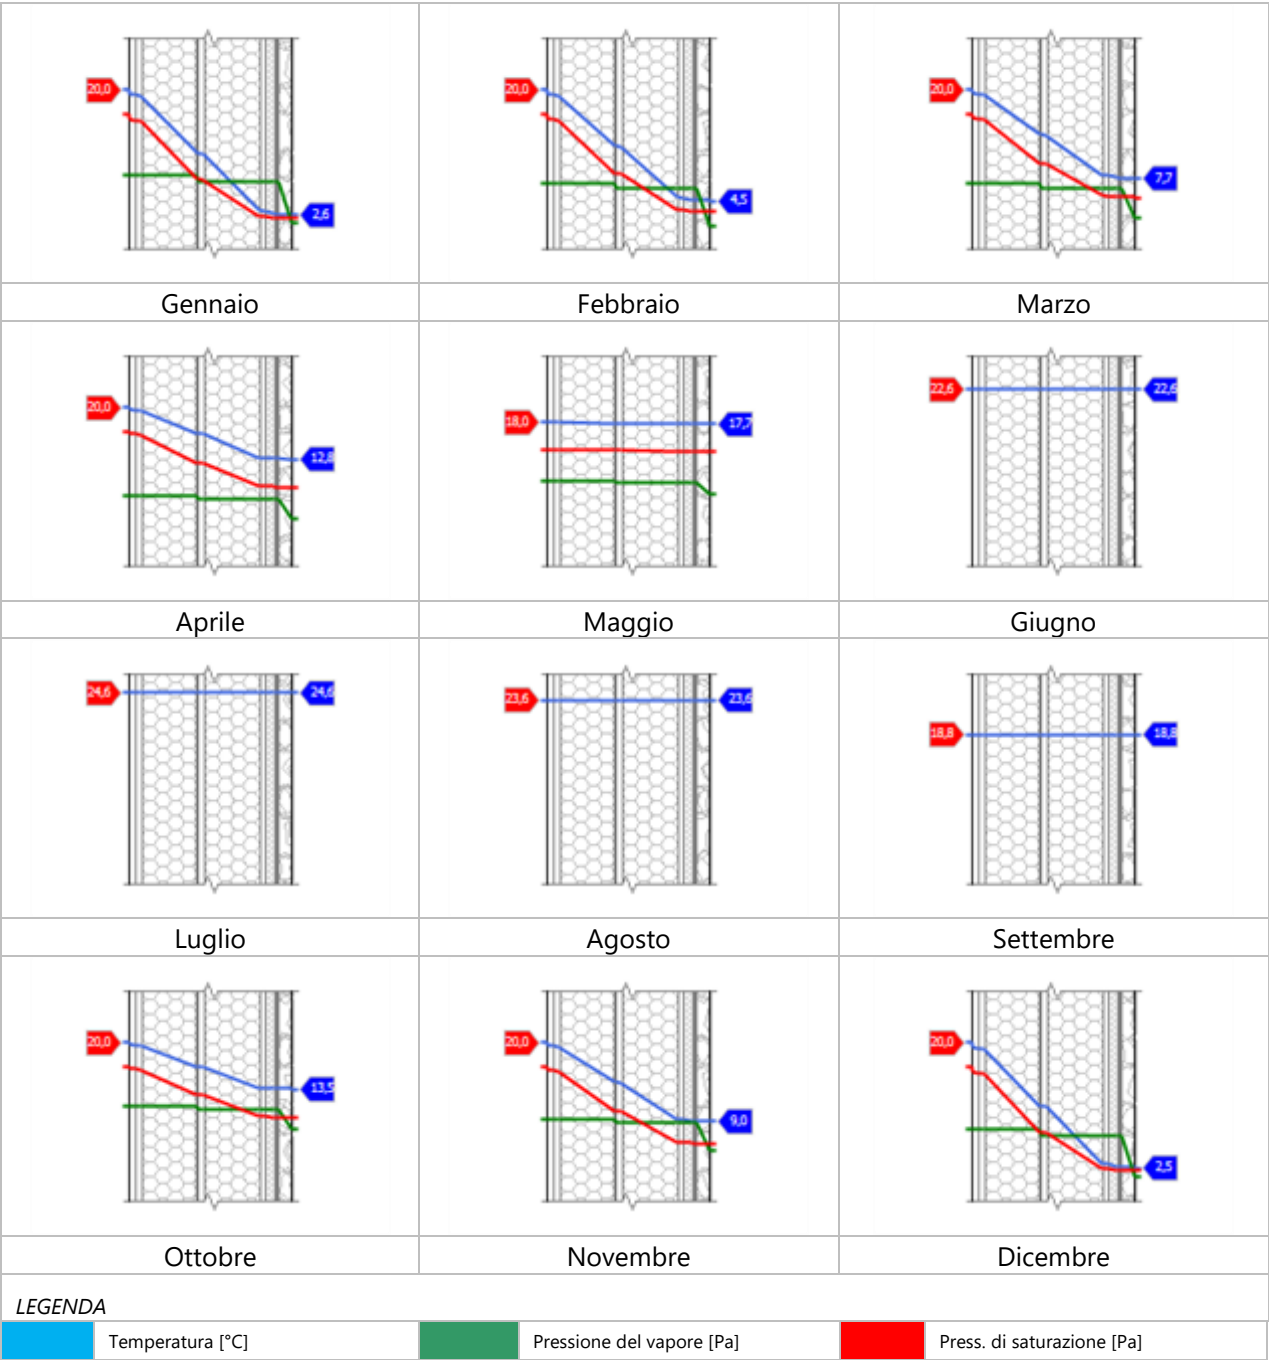 20,0
2,6
20,0
4,5
20,0
7,7
Gennaio
Febbraio
Marzo
20,0
12,8
18,0
17,7
22,6
22,6
Aprile
Maggio
Giugno
24,6
24,6
23,6
23,6
18,8
18,8
Luglio
Agosto
Settembre
20,0
13,5
20,0
9,0
20,0
2,5
Ottobre
Novembre
Dicembre
LEGENDA
Temperatura [°C]
Pressione del vapore [Pa]
Press. di saturazione [Pa]